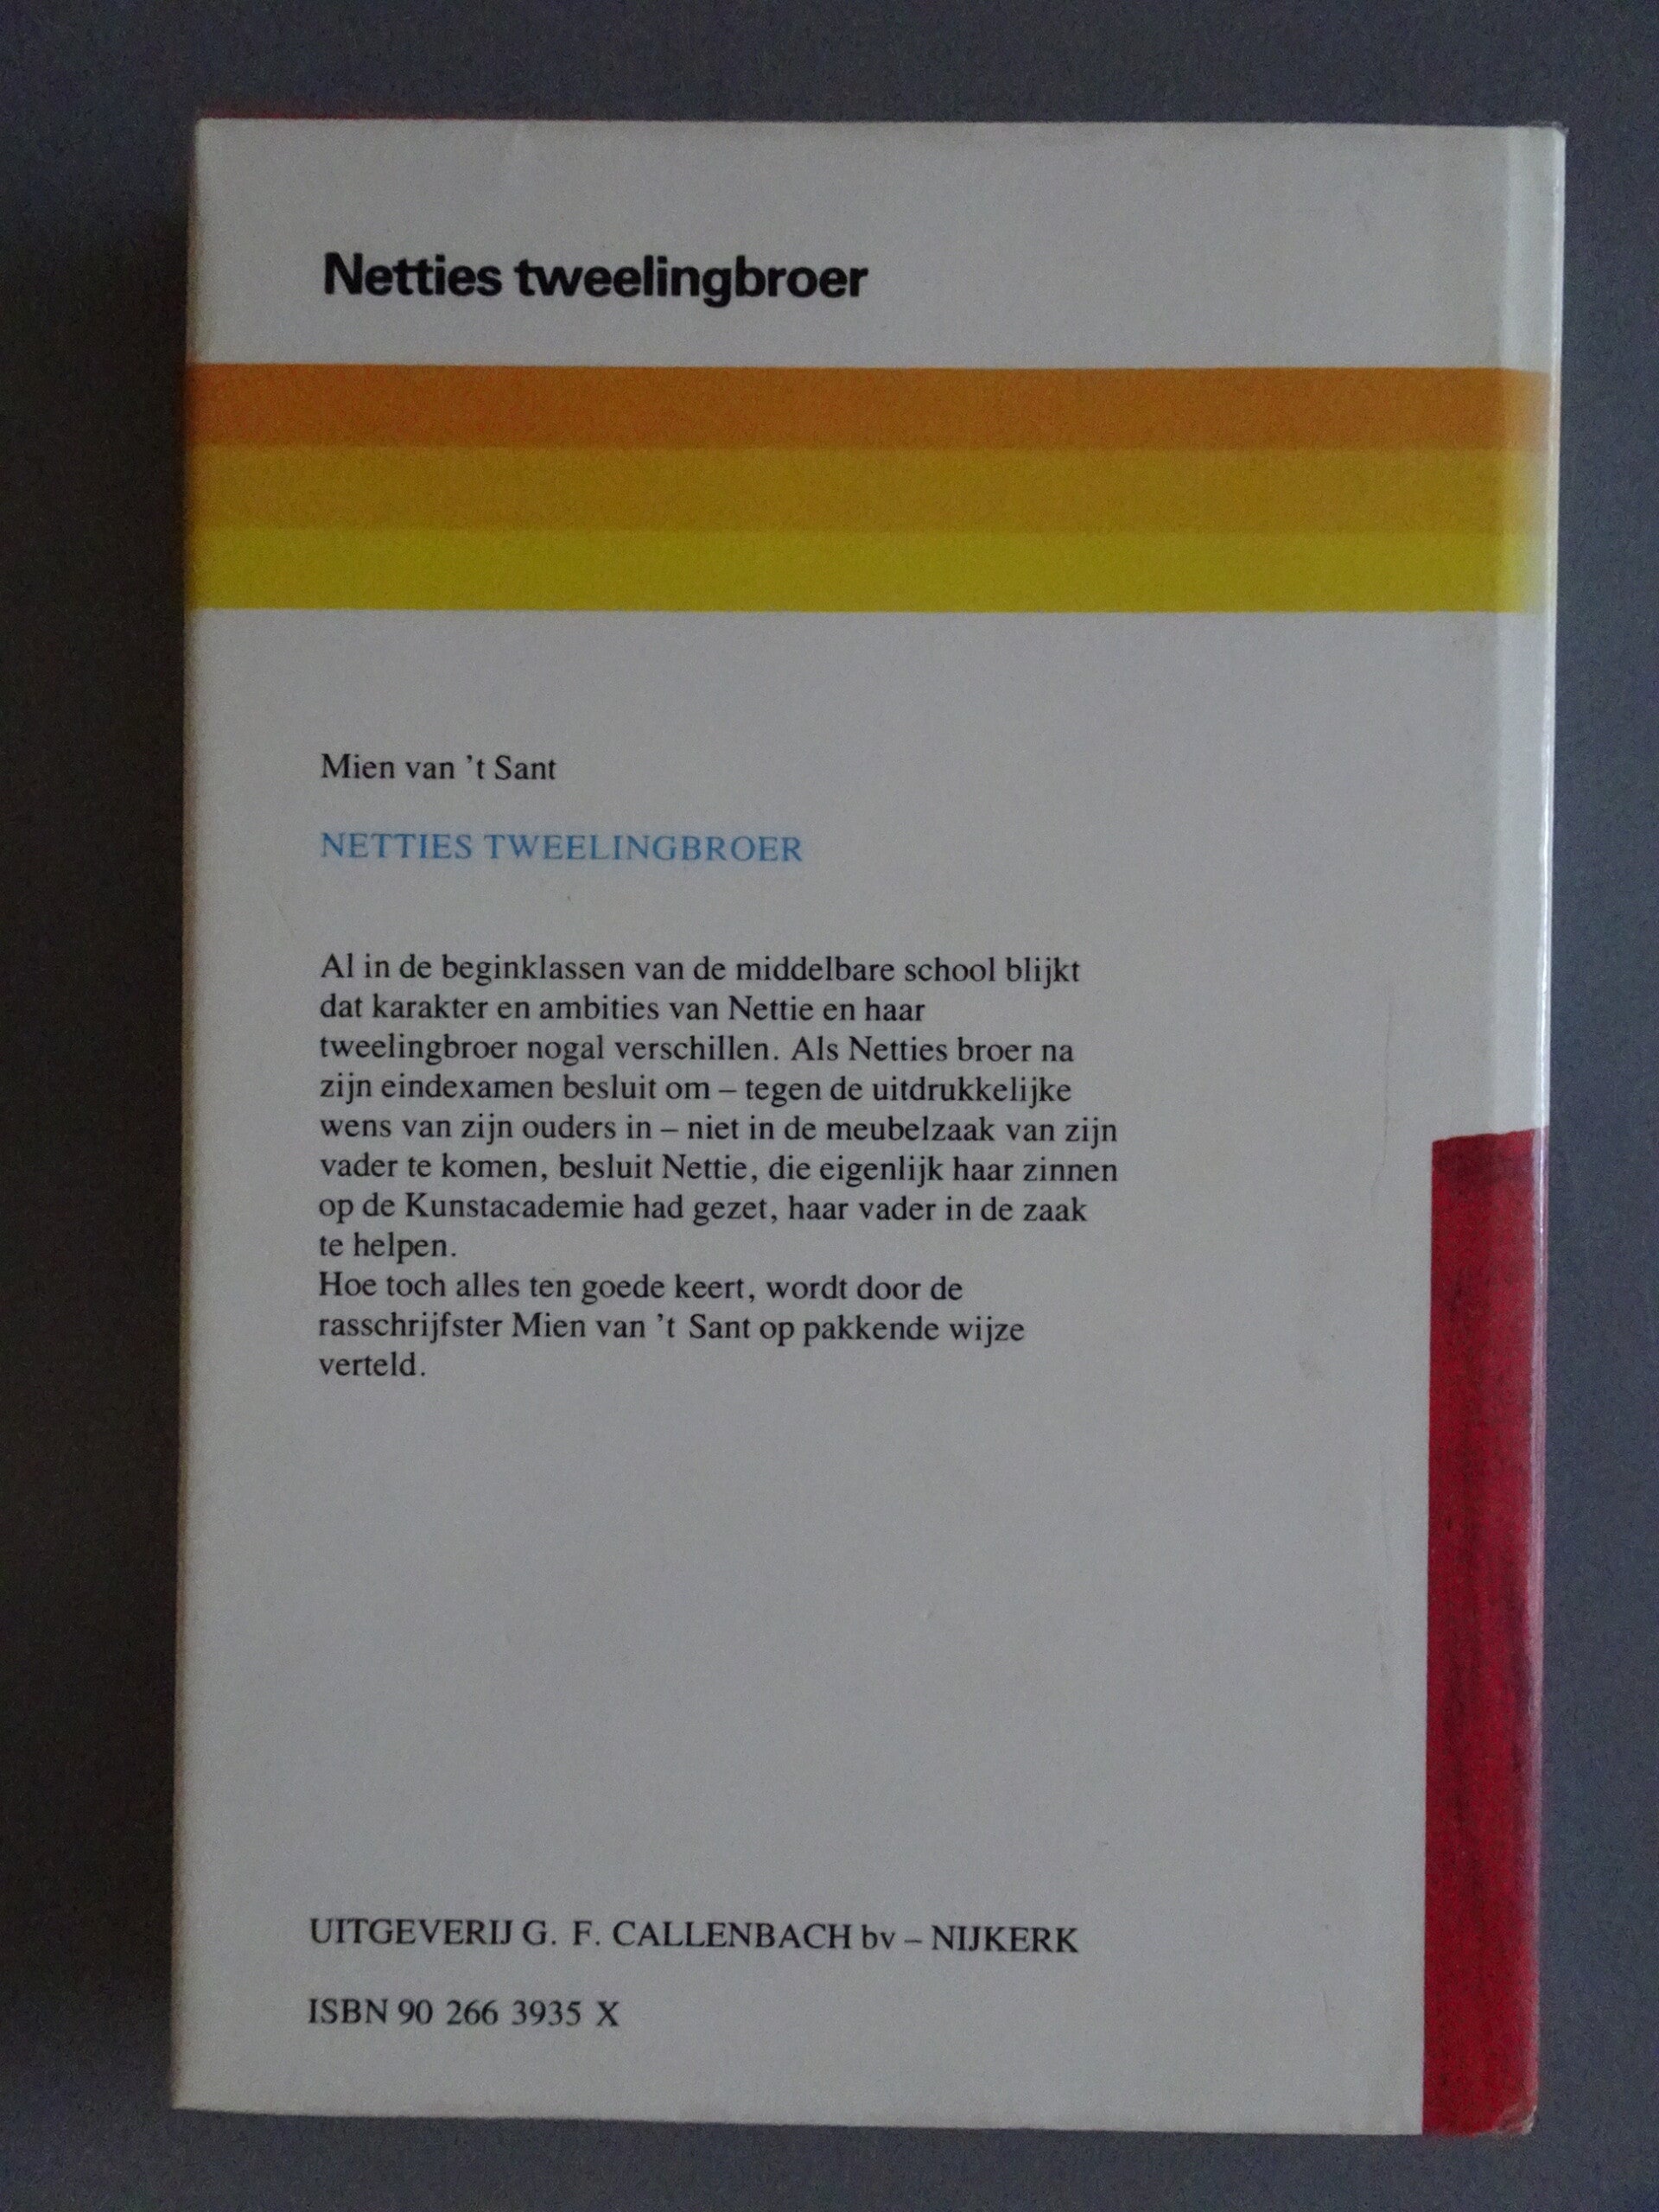 Netties tweelingbroer
Mien van ’t Sant
NETTIES TWEELINGBROER
Al in de beginklassen van de middelbare school blijkt
dat karakter en ambities van Nettie en haar
tweelingbroer nogal verschillen. Als Netties broer na
zijn eindexamen besluit om – tegen de uitdrukkelijke
wens van zijn ouders in – niet in de meubelzaak van zijn
vader te komen, besluit Nettie, die eigenlijk haar zinnen
op de Kunstacademie had gezet, haar vader in de zaak
te helpen.
Hoe toch alles ten goede keert, wordt door de
rasschrijfster Mien van ’t Sant op pakkende wijze
verteld.
UITGEVERIJ G. F. CALLENBACH bv – NIJKERK
ISBN 90 266 3935 X